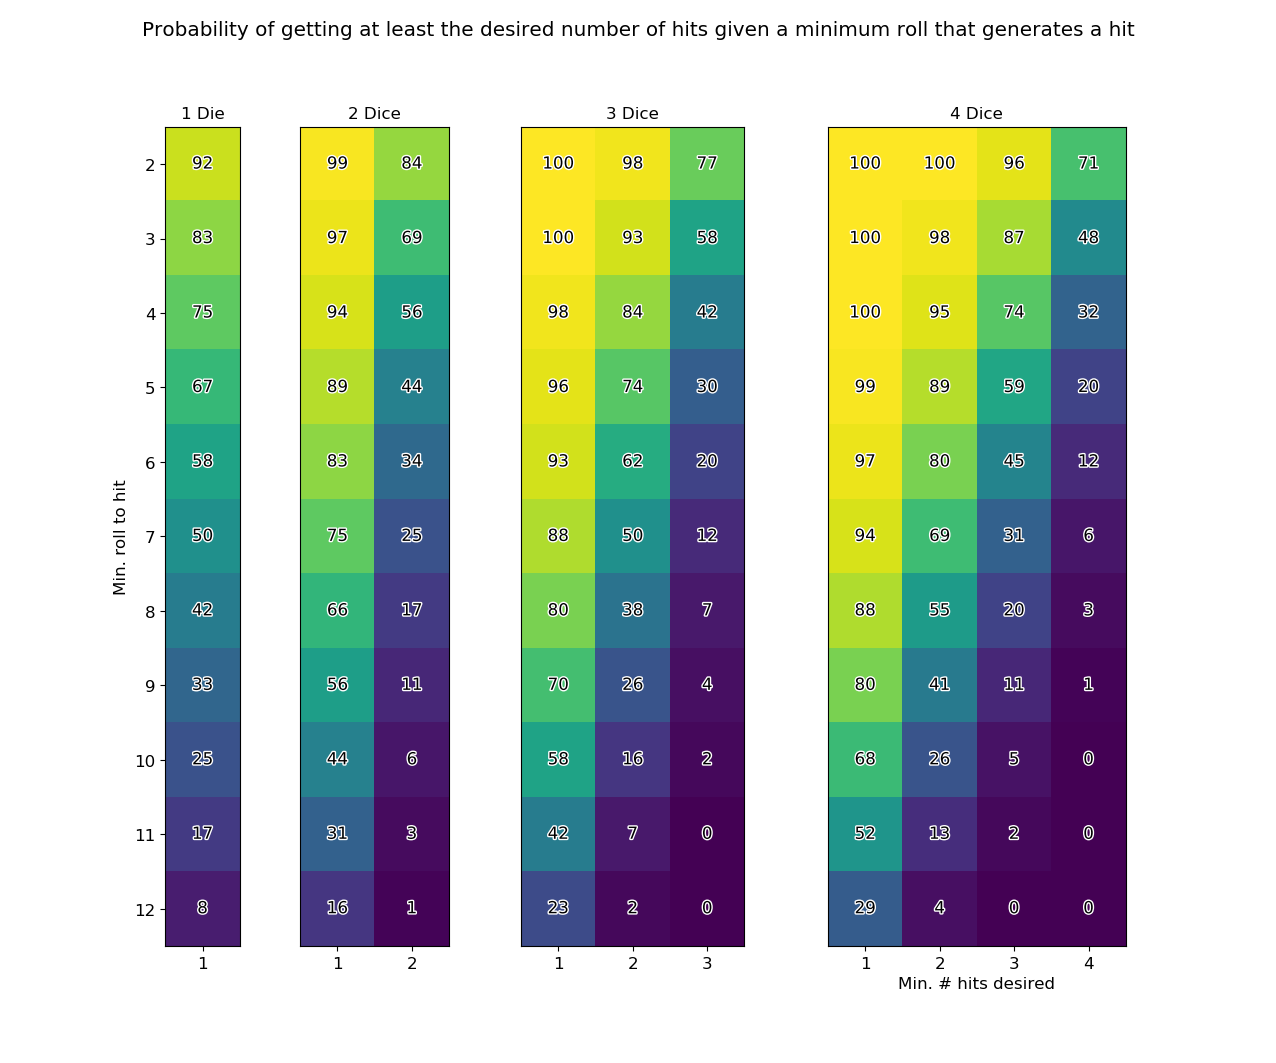 Probability of getting at least the desired number of hits given a minimum roll that generates a hit
1 Die 2 Dice 3 Dice 4 Dice
2 92 99 84 100 98 77 100 100 96 71
3 83 97 69 100 93 58 100 98 87 48
4 75 94 56 98 84 42 100 95 74 32
5 67 89 44 96 74 30 99 89 59 20
6 58 83 34 93 62 20 97 80 45 12
Min. roll to hit
7 50 75 25 88 50 12 94 69 31 6
8 42 66 17 80 38 7 88 55 20 3
9 33 56 11 70 26 4 80 41 11 1
10 25 44 6 58 16 2 68 26 5 0
11 17 31 3 42 7 0 52 13 2 0
12 8 16 1 23 2 0 29 4 0 0
1 1 2 1 2 3 1 2 3 4
Min. # hits desired